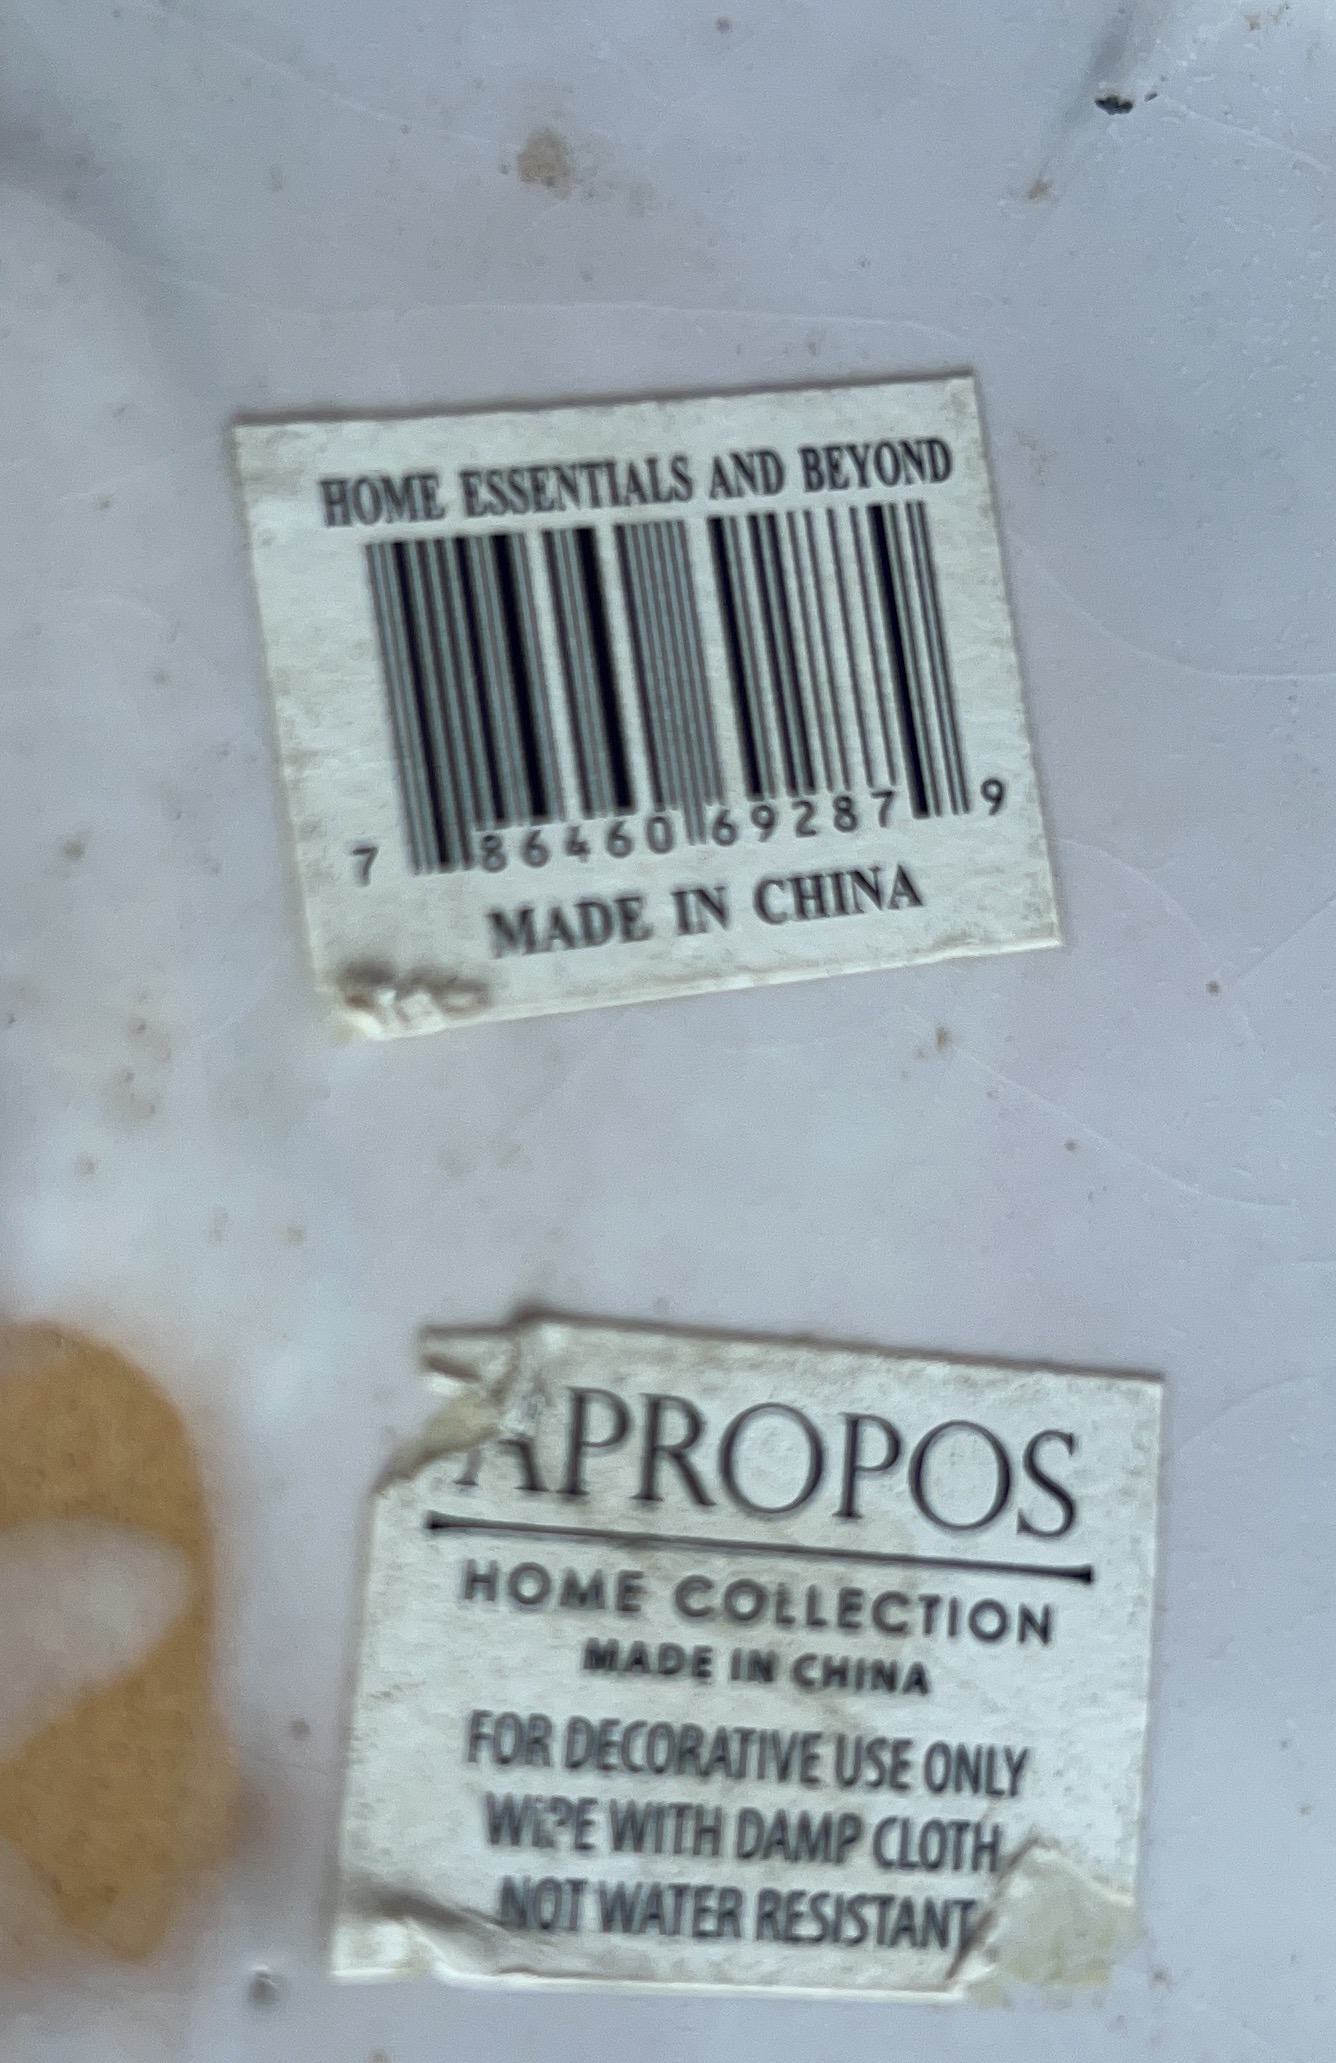 HOME ESSENTIALS AND BEYOND
7 86460 69287 9
MADE IN CHINA
APROPOS
HOME COLLECTION
MADE IN CHINA
FOR DECORATIVE USE ONLY
WIPE WITH DAMP CLOTH
NOT WATER RESISTANT